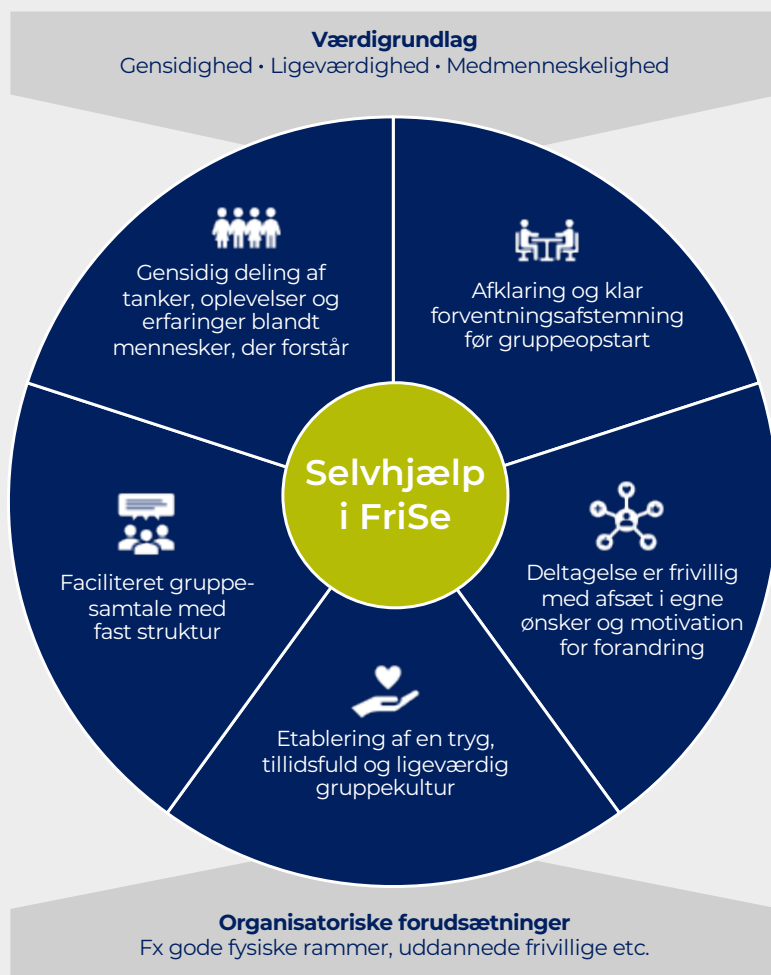 Værdigrundlag
Gensidighed • Ligeværdighed • Medmenneskelighed
Gensidig deling af
tanker, oplevelser og
erfaringer blandt
mennesker, der forstår
Afklaring og klar
forventningsafstemning
før gruppeopstart
Selvhjælp
i FriSe
Faciliteret gruppe-
samtale med
fast struktur
Deltagelse er frivillig
med afsæt i egne
ønsker og motivation
for forandring
Etablering af en tryg,
tillidsfuld og ligeværdig
gruppekultur
Organisatoriske forudsætninger
Fx gode fysiske rammer, uddannede frivillige etc.